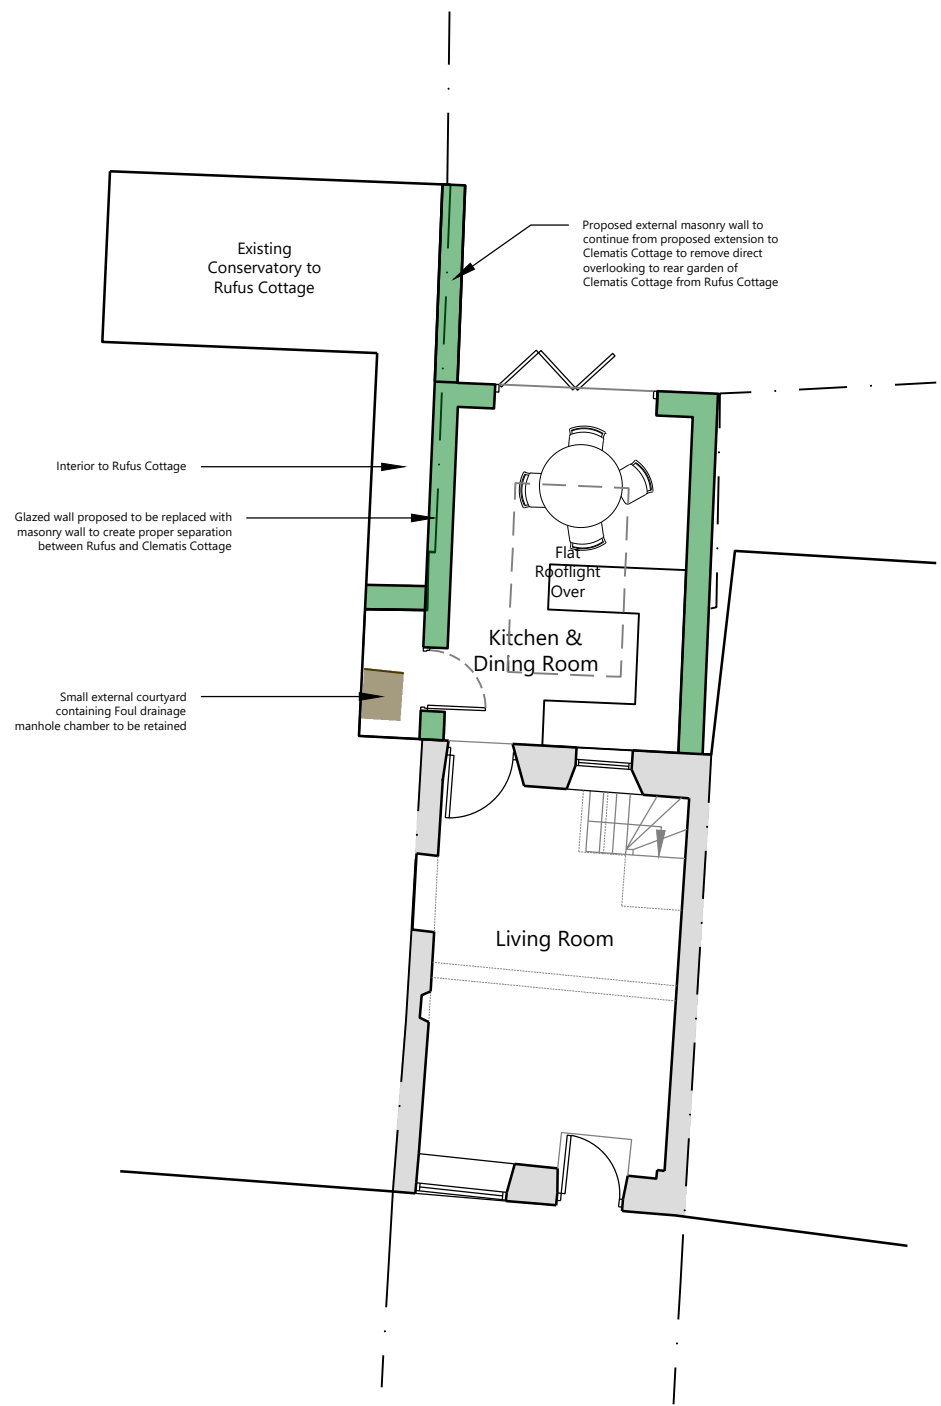 Proposed external masonry wall to
continue from proposed extension to
Clematis Cottage to remove direct
overlooking to rear garden of
Clematis Cottage from Rufus Cottage
Existing
Conservatory to
Rufus Cottage
Interior to Rufus Cottage
Glazed wall proposed to be replaced with
masonry wall to create proper separation
between Rufus and Clematis Cottage
Flat
Rooflight
Over
Kitchen &
Dining Room
Small external courtyard
containing Foul drainage
manhole chamber to be retained
Living Room